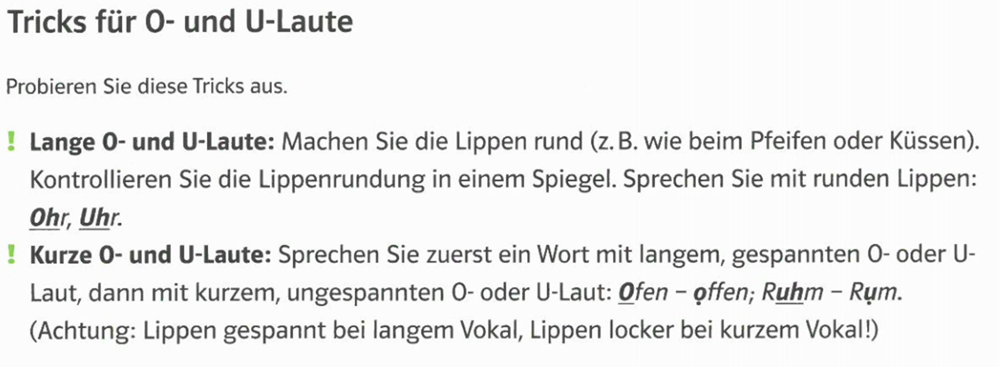 Tricks für O- und U-Laute
Probieren Sie diese Tricks aus.
! Lange O- und U-Laute: Machen Sie die Lippen rund (z. B. wie beim Pfeifen oder Küssen).
Kontrollieren Sie die Lippenrundung in einem Spiegel. Sprechen Sie mit runden Lippen:
Ohr, Uhr.
! Kurze O- und U-Laute: Sprechen Sie zuerst ein Wort mit langem, gespannten O- oder U-
Laut, dann mit kurzem, ungespannten O- oder U-Laut: Ofen – ọffen; Ruhm – Rụm.
(Achtung: Lippen gespannt bei langem Vokal, Lippen locker bei kurzem Vokal!)